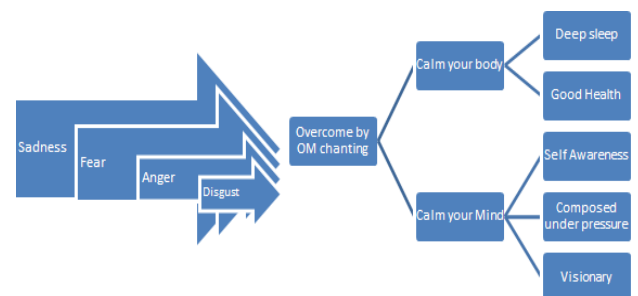 Sadness
Fear
Anger
Disgust
Overcome by
OM chanting
Calm your body
Calm your Mind
Deep sleep
Good Health
Self Awareness
Composed
under pressure
Visionary